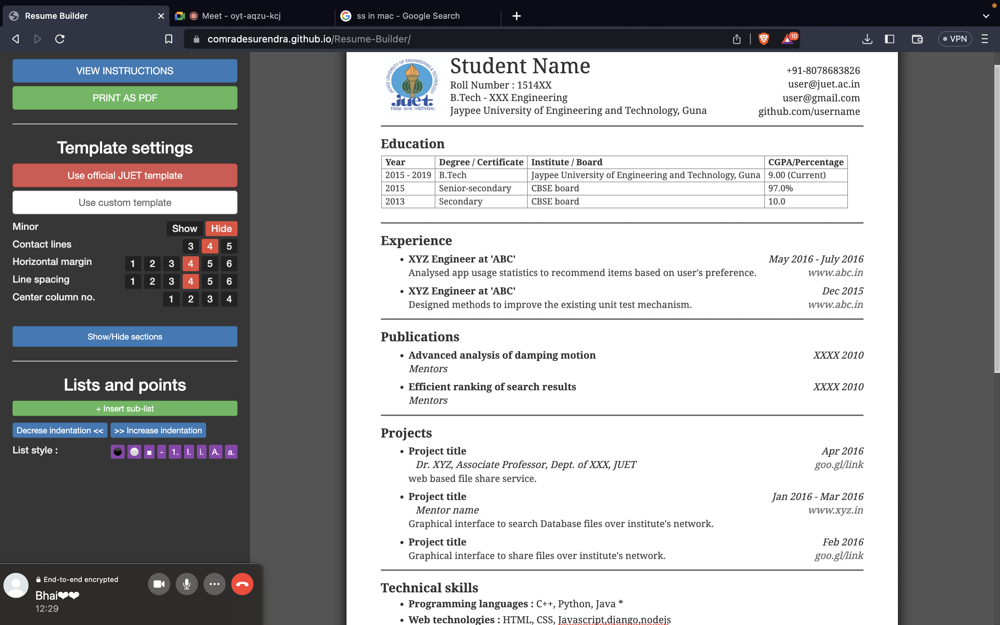 Resume Builder
Meet - oyt-aqzu-kcj
ss in mac - Google Search
comradesurendra.github.io/Resume-Builder/
10
VPN
VIEW INSTRUCTIONS
PRINT AS PDF
Template settings
Use official JUET template
Use custom template
Minor Show Hide
Contact lines 3 4 5
Horizontal margin 1 2 3 4 5 6
Line spacing 1 2 3 4 5 6
Center column no. 1 2 3 4
Show/Hide sections
Lists and points
+ Insert sub-list
Decrese indentation << >> Increase indentation
List style : - 1. I. i. A. a.
End-to-end encrypted
Bhai❤❤
12:29
JAYPEE UNIVERSITY OF ENGINEERING & TECHNOLOGY
juet
विद्या तत्व ज्योतिसमः
Student Name
Roll Number : 1514XX
B.Tech - XXX Engineering
Jaypee University of Engineering and Technology, Guna
+91-8078683826
user@juet.ac.in
user@gmail.com
github.com/username
Education
Year Degree / Certificate Institute / Board CGPA/Percentage
2015 - 2019 B.Tech Jaypee University of Engineering and Technology, Guna 9.00 (Current)
2015 Senior-secondary CBSE board 97.0%
2013 Secondary CBSE board 10.0
Experience
• XYZ Engineer at 'ABC' May 2016 - July 2016
Analysed app usage statistics to recommend items based on user's preference. www.abc.in
• XYZ Engineer at 'ABC' Dec 2015
Designed methods to improve the existing unit test mechanism. www.abc.in
Publications
• Advanced analysis of damping motion XXXX 2010
Mentors
• Efficient ranking of search results XXXX 2010
Mentors
Projects
• Project title Apr 2016
Dr. XYZ, Associate Professor, Dept. of XXX, JUET goo.gl/link
web based file share service.
• Project title Jan 2016 - Mar 2016
Mentor name www.xyz.in
Graphical interface to search Database files over institute's network.
• Project title Feb 2016
Graphical interface to share files over institute's network. goo.gl/link
Technical skills
• Programming languages : C++, Python, Java *
• Web technologies : HTML, CSS, Javascript,django,nodejs